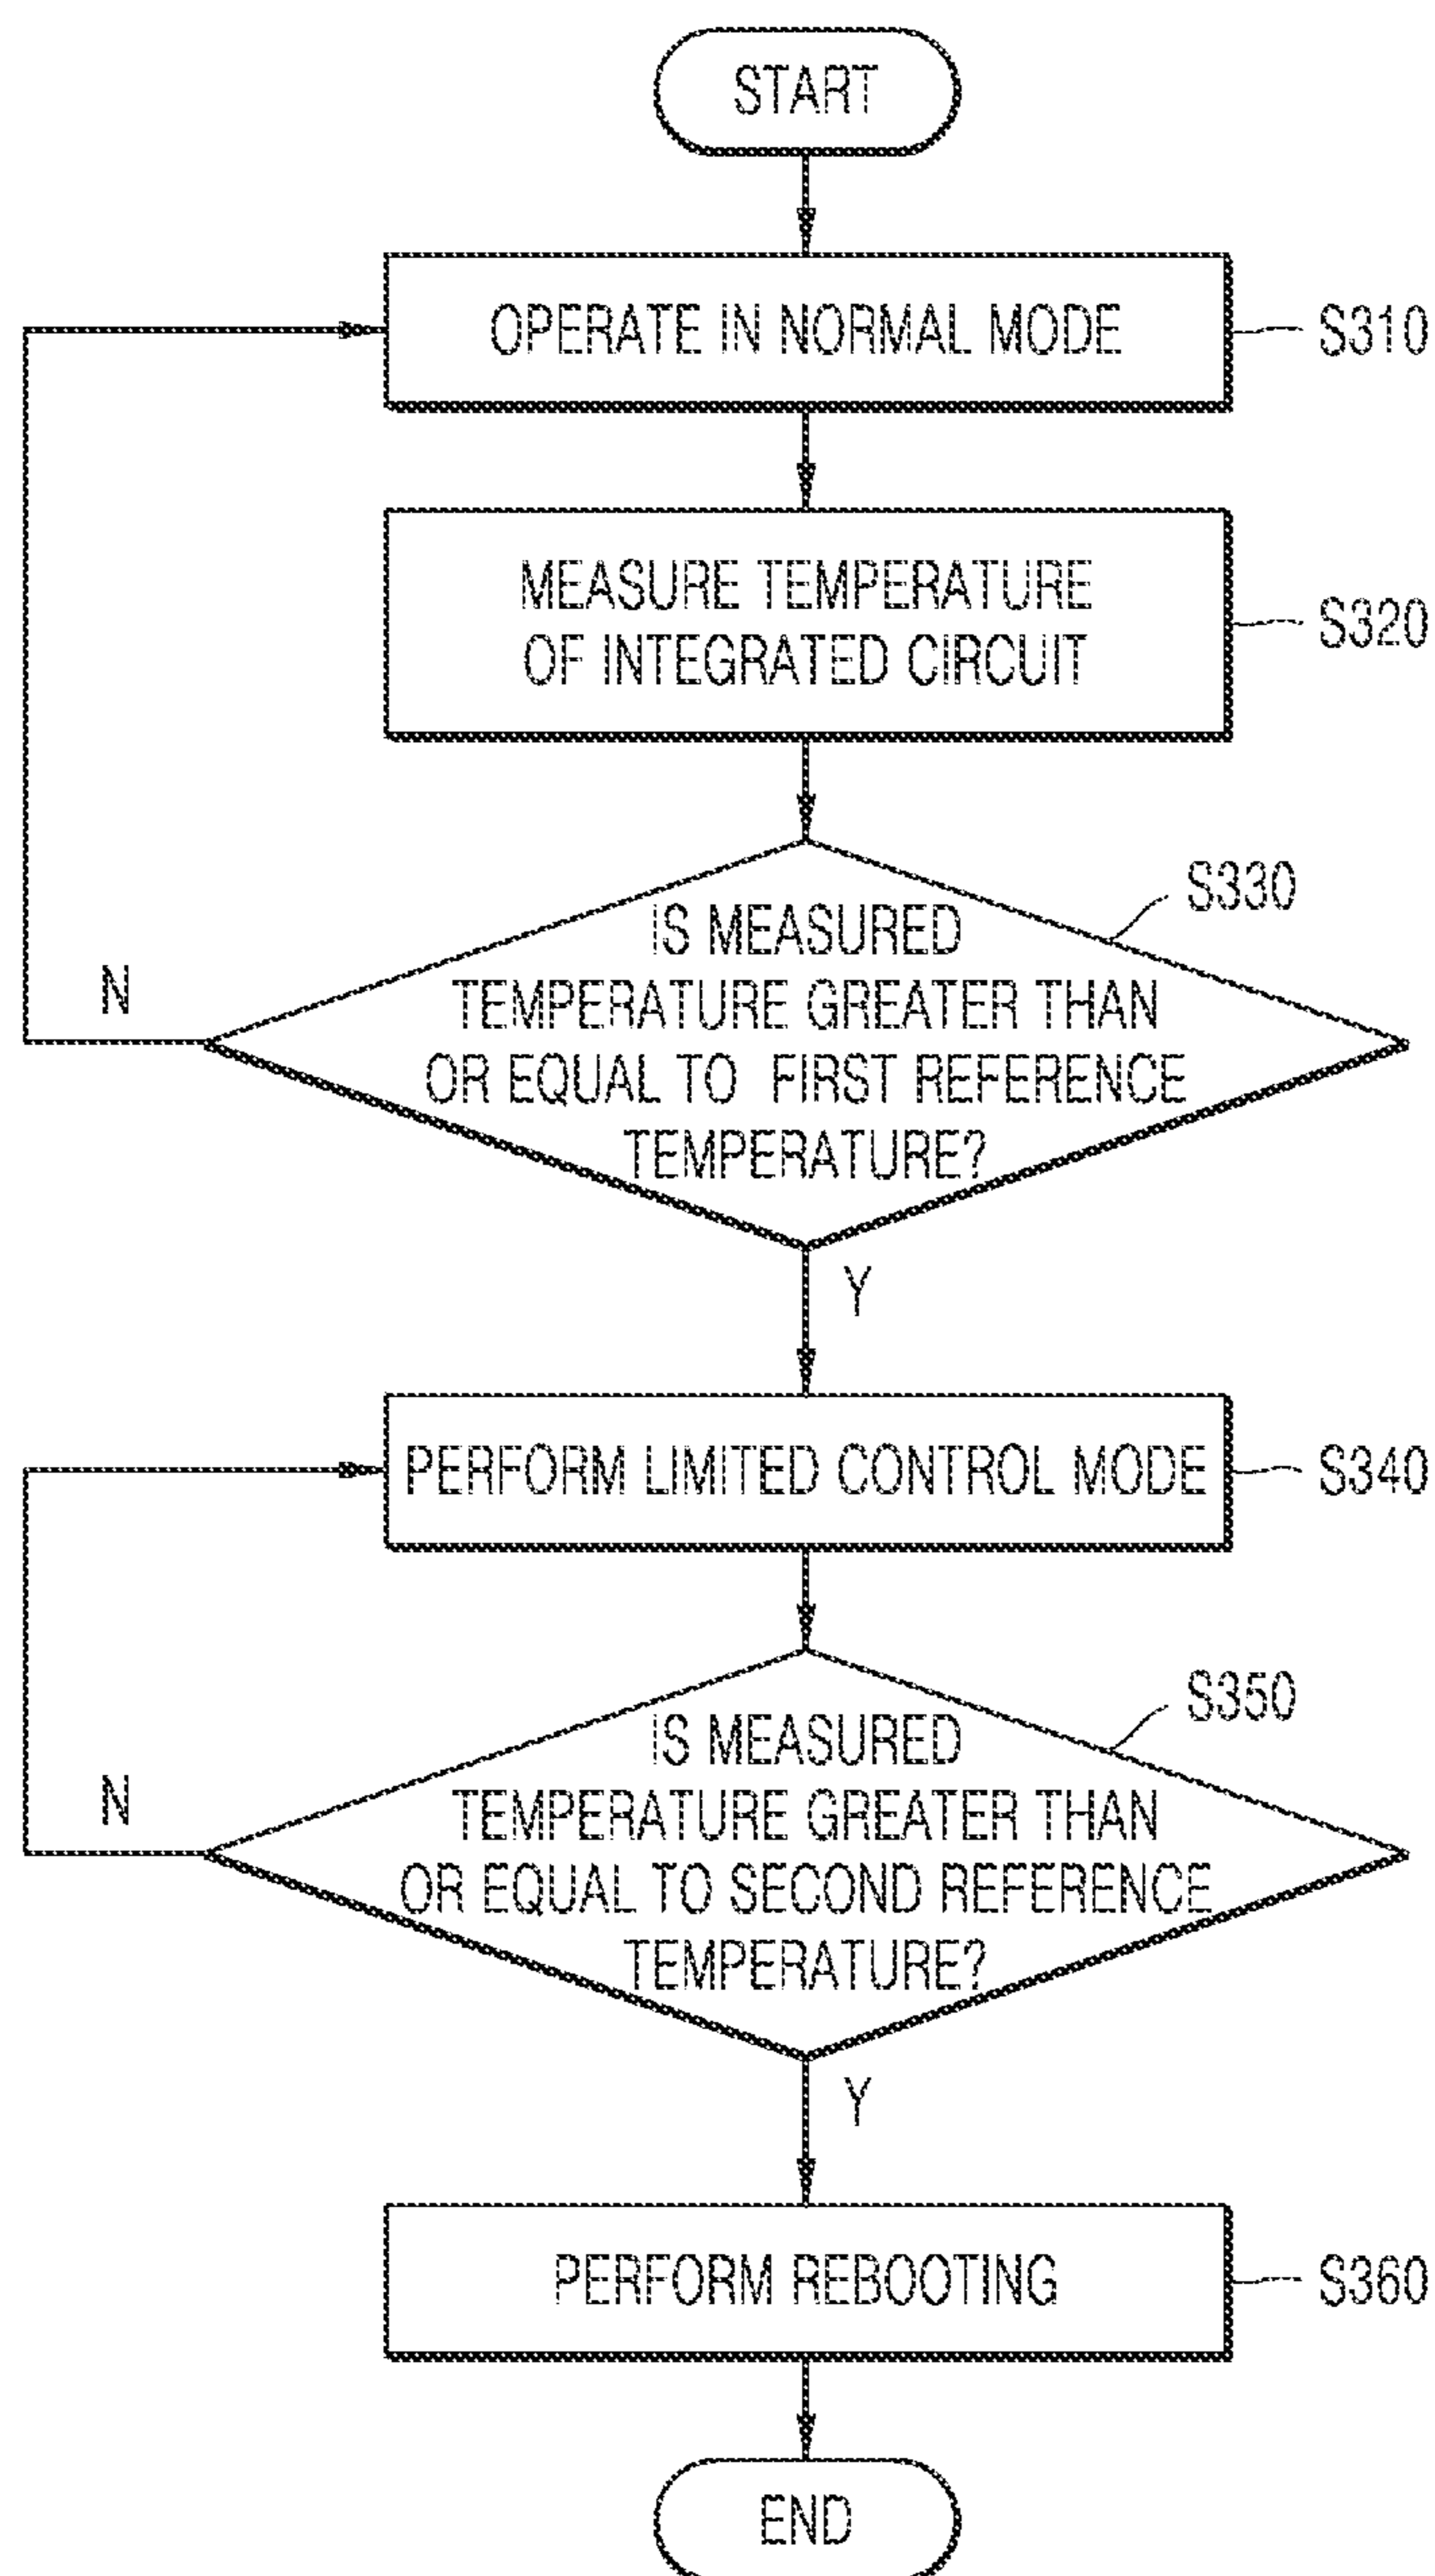 START
OPERATE IN NORMAL MODE
S310
MEASURE TEMPERATURE
OF INTEGRATED CIRCUIT
S320
S330
IS MEASURED
TEMPERATURE GREATER THAN
OR EQUAL TO FIRST REFERENCE
TEMPERATURE?
N
Y
PERFORM LIMITED CONTROL MODE
S340
S350
IS MEASURED
TEMPERATURE GREATER THAN
OR EQUAL TO SECOND REFERENCE
TEMPERATURE?
N
Y
PERFORM REBOOTING
S360
END